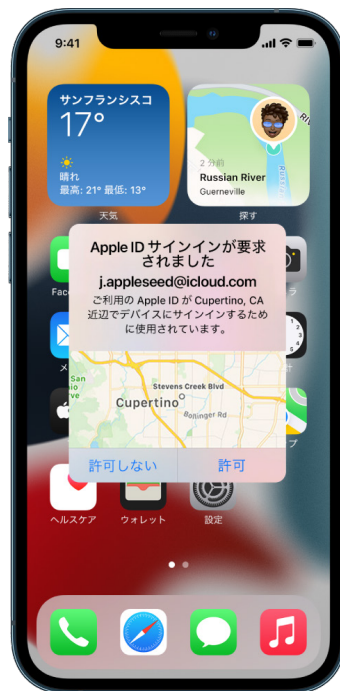 9:41
サンフランシスコ
17°
晴れ
最高: 21° 最低: 13°
天気
2 分前
Russian River
Guerneville
探す
Apple ID サインインが要求
されました
j.appleseed@icloud.com
ご利用の Apple ID が Cupertino, CA
近辺でデバイスにサインインするため
に使用されています。
Stevens Creek Blvd
Cupertino
Bollinger Rd
許可しない
許可
ヘルスケア
ウォレット
設定